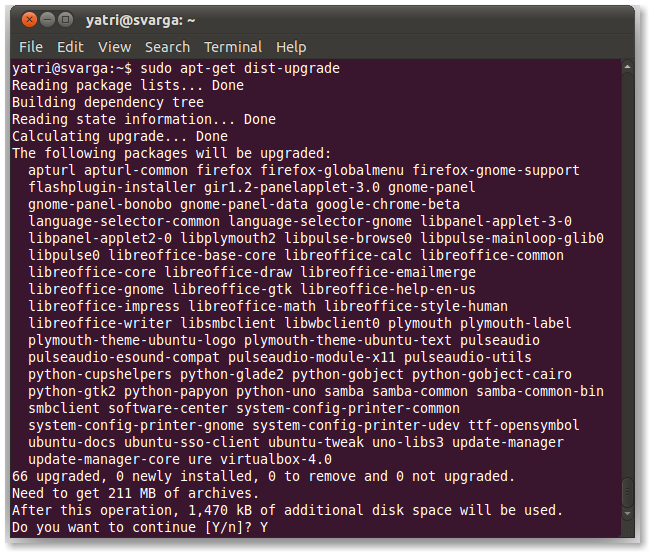 yatri@svarga: ~
File Edit View Search Terminal Help
yatri@svarga:~$ sudo apt-get dist-upgrade
Reading package lists... Done
Building dependency tree
Reading state information... Done
Calculating upgrade... Done
The following packages will be upgraded:
apturl apturl-common firefox firefox-globalmenu firefox-gnome-support
flashplugin-installer gir1.2-panelapplet-3.0 gnome-panel
gnome-panel-bonobo gnome-panel-data google-chrome-beta
language-selector-common language-selector-gnome libpanel-applet-3-0
libpanel-applet2-0 libplymouth2 libpulse-browse0 libpulse-mainloop-glib0
libpulse0 libreoffice-base-core libreoffice-calc libreoffice-common
libreoffice-core libreoffice-draw libreoffice-emailmerge
libreoffice-gnome libreoffice-gtk libreoffice-help-en-us
libreoffice-impress libreoffice-math libreoffice-style-human
libreoffice-writer libsmbclient libwbclient0 plymouth plymouth-label
plymouth-theme-ubuntu-logo plymouth-theme-ubuntu-text pulseaudio
pulseaudio-esound-compat pulseaudio-module-x11 pulseaudio-utils
python-cupshelpers python-glade2 python-gobject python-gobject-cairo
python-gtk2 python-papyon python-uno samba samba-common samba-common-bin
smbclient software-center system-config-printer-common
system-config-printer-gnome system-config-printer-udev ttf-opensymbol
ubuntu-docs ubuntu-sso-client ubuntu-tweak uno-libs3 update-manager
update-manager-core ure virtualbox-4.0
66 upgraded, 0 newly installed, 0 to remove and 0 not upgraded.
Need to get 211 MB of archives.
After this operation, 1,470 kB of additional disk space will be used.
Do you want to continue [Y/n]? Y